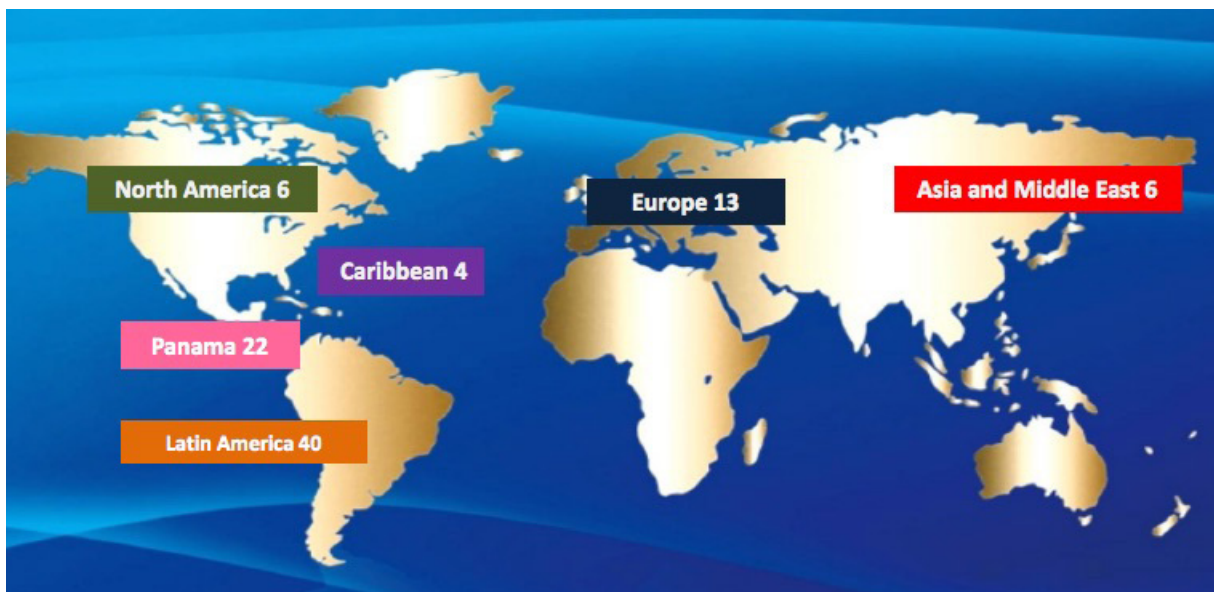 North America 6
Europe 13
Asia and Middle East 6
Caribbean 4
Panama 22
Latin America 40